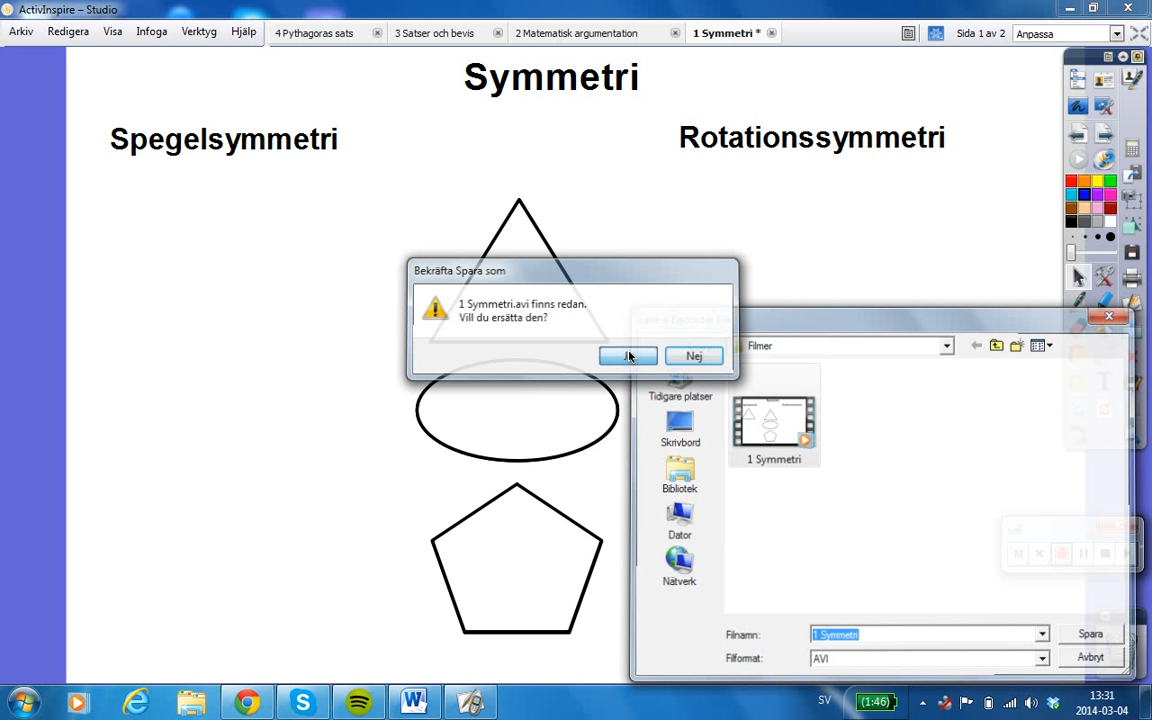 ActivInspire – Studio
Arkiv Redigera Visa Infoga Verktyg Hjälp
4 Pythagoras sats
3 Satser och bevis
2 Matematisk argumentation
1 Symmetri *
Sida 1 av 2
Anpassa
Symmetri
Spegelsymmetri
Rotationssymmetri
Bekräfta Spara som
1 Symmetri.avi finns redan.
Vill du ersätta den?
Nej
Filmer
Tidigare platser
Skrivbord
Bibliotek
Dator
Nätverk
1 Symmetri
Filnamn:
1 Symmetri
Spara
Filformat:
AVI
Avbryt
SV
(1:46)
13:31
2014-03-04